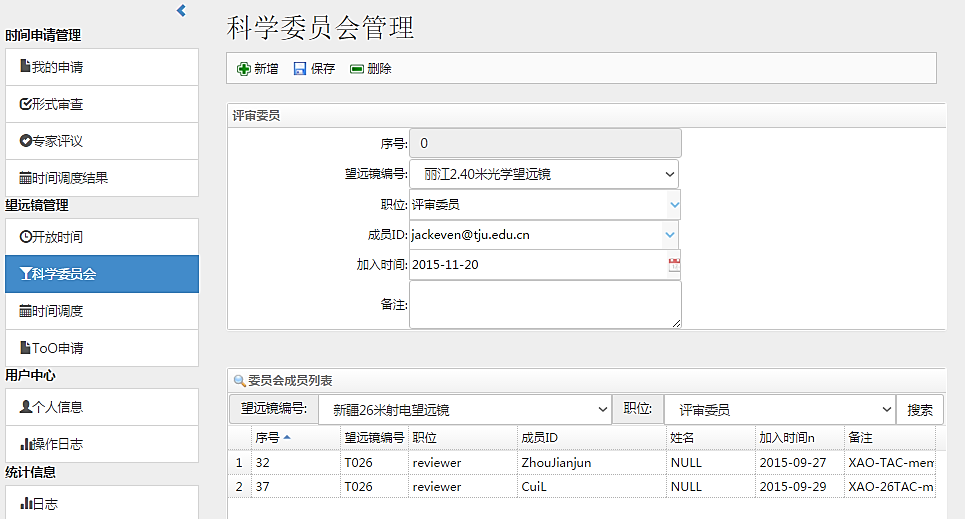 时间申请管理
我的申请
形式审查
专家评议
时间调度结果
望远镜管理
开放时间
科学委员会
时间调度
ToO申请
用户中心
个人信息
操作日志
统计信息
日志
科学委员会管理
新增 保存 删除
评审委员
序号: 0
望远镜编号: 丽江2.40米光学望远镜
职位: 评审委员
成员ID: jackeven@tju.edu.cn
加入时间: 2015-11-20
备注:
委员会成员列表
望远镜编号: 新疆26米射电望远镜 职位: 评审委员 搜索
序号 望远镜编号 职位 成员ID 姓名 加入时间n 备注
1 32 T026 reviewer ZhouJianjun NULL 2015-09-27 XAO-TAC-mem
2 37 T026 reviewer CuiL NULL 2015-09-29 XAO-26TAC-m